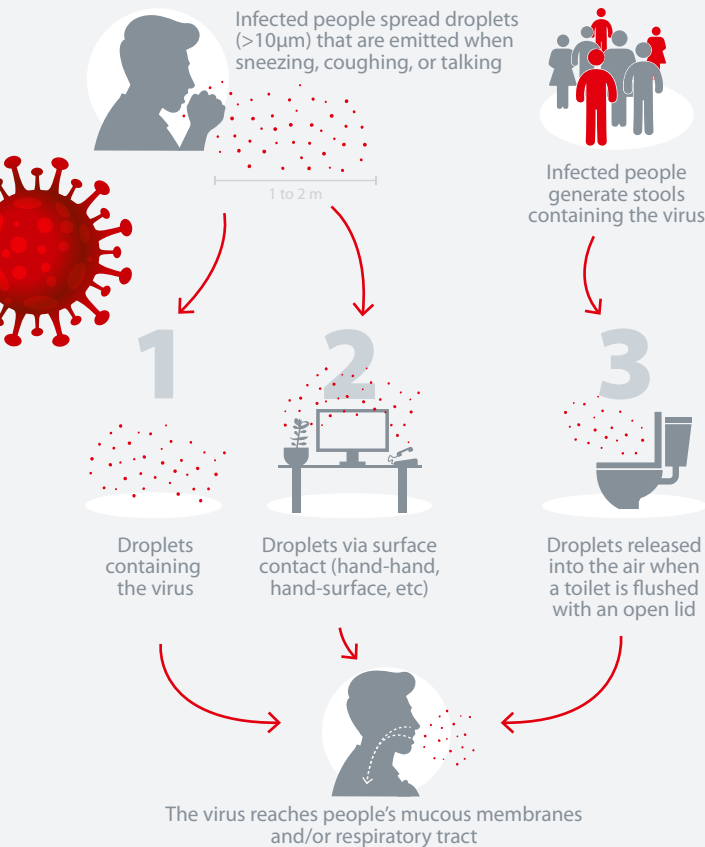 Infected people spread droplets
(>10μm) that are emitted when
sneezing, coughing, or talking
1 to 2 m
Infected people
generate stools
containing the virus
1
2
3
Droplets
containing
the virus
Droplets via surface
contact (hand-hand,
hand-surface, etc)
Droplets released
into the air when
a toilet is flushed
with an open lid
The virus reaches people's mucous membranes
and/or respiratory tract